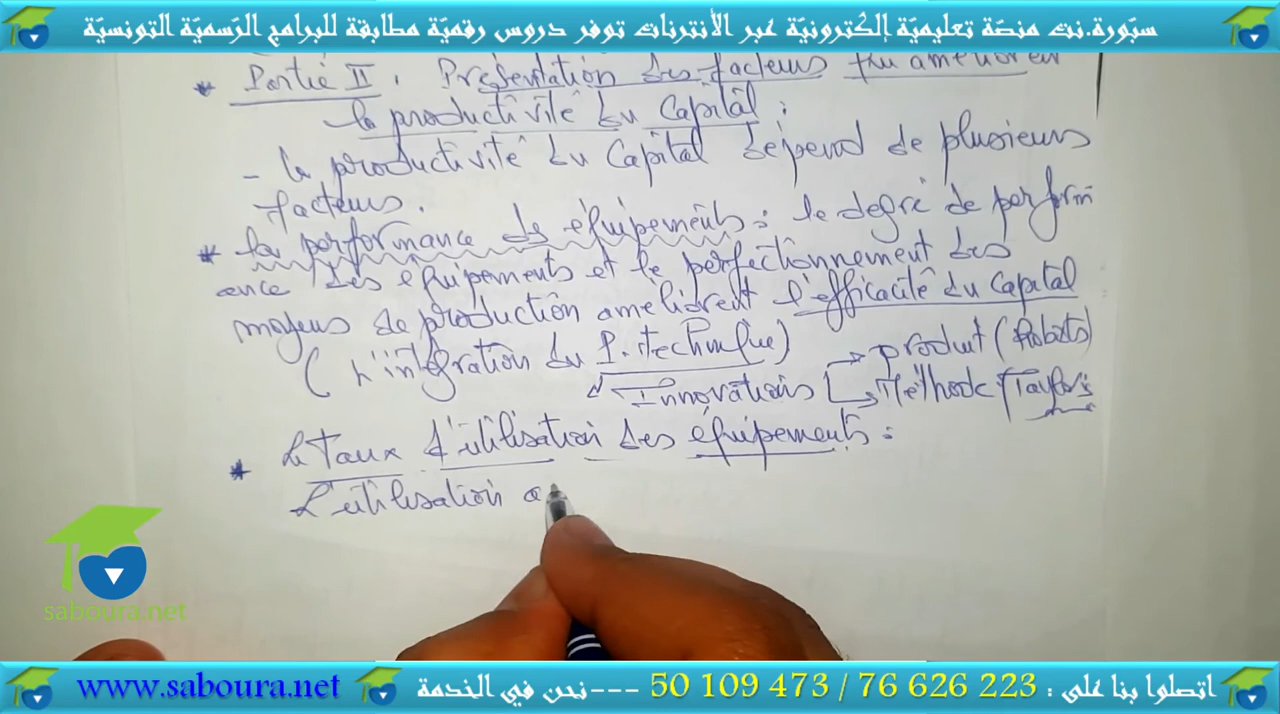 سبّورة.نت منصّة تعليميّة إلكترونيّة عبر الأنترنات توفر دروس رقميّة مطابقة للبرامج الرّسميّة التونسيّة
* Partie II . Présentation des facteurs qui améliorent
la productivité du Capital :
- la productivité du Capital dépend de plusieurs
facteurs.
* la performance des équipements : le degré de perform
ance des équipements et le perfectionnement des
moyens de production améliorent l'efficacité du Capital
( L'intégration du P. technique) → produit (Robots)
Innovations → Méthode (Taylor
* Le Taux d'utilisation des équipements :
L'utilisation
saboura.net
www.saboura.net اتصلوا بنا على : 223 626 76 / 473 109 50 ---نحن في الخدمة